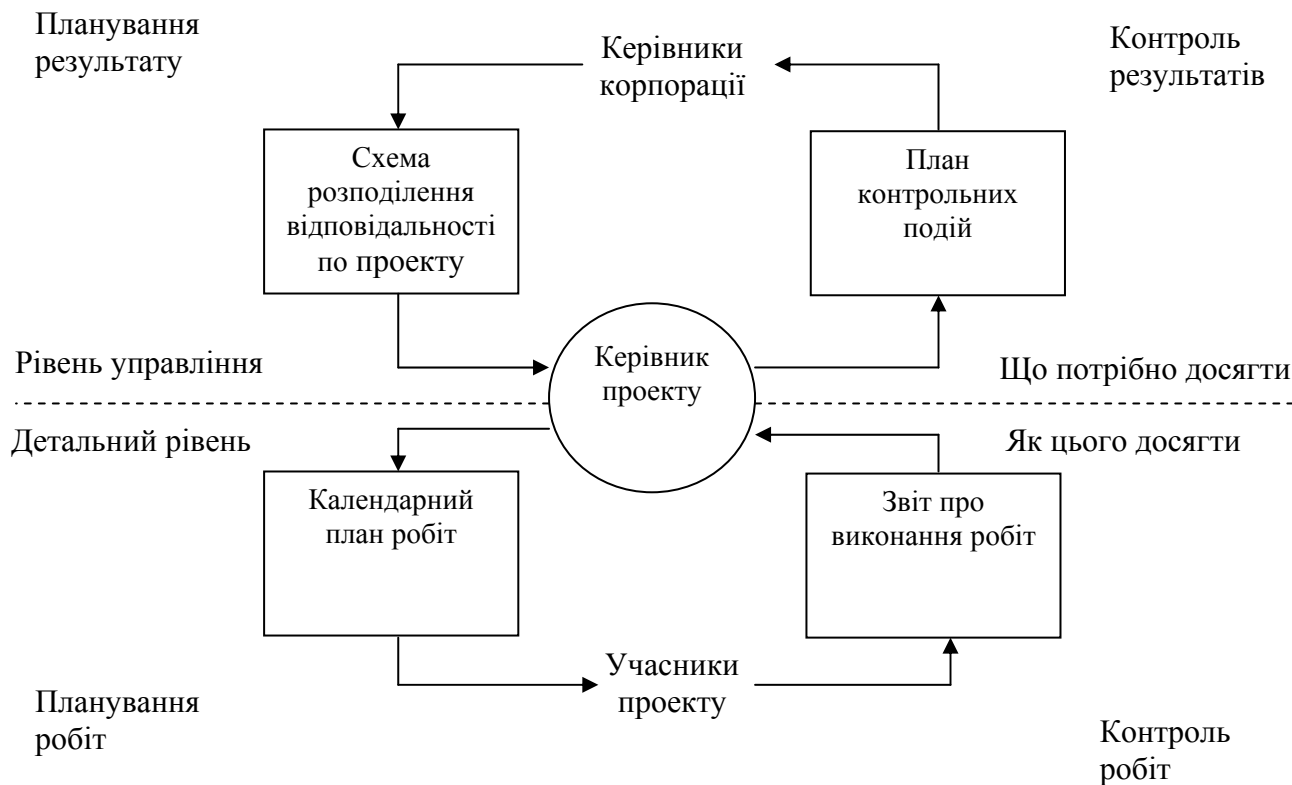 Планування
результату
Керівники
корпорації
Контроль
результатів
Схема
розподілення
відповідальності
по проекту
План
контрольних
подій
Рівень управління
Керівник
проекту
Що потрібно досягти
Детальний рівень
Як цього досягти
Календарний
план робіт
Звіт про
виконання робіт
Учасники
проекту
Планування
робіт
Контроль
робіт